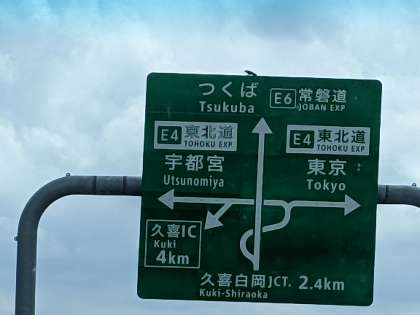 つくば
Tsukuba
E6 常磐道
JOBAN EXP
E4 東北道
TOHOKU EXP
宇都宮
Utsunomiya
E4 東北道
TOHOKU EXP
東京
Tokyo
久喜IC
Kuki
4km
久喜白岡JCT. 2.4km
Kuki-Shiraoka